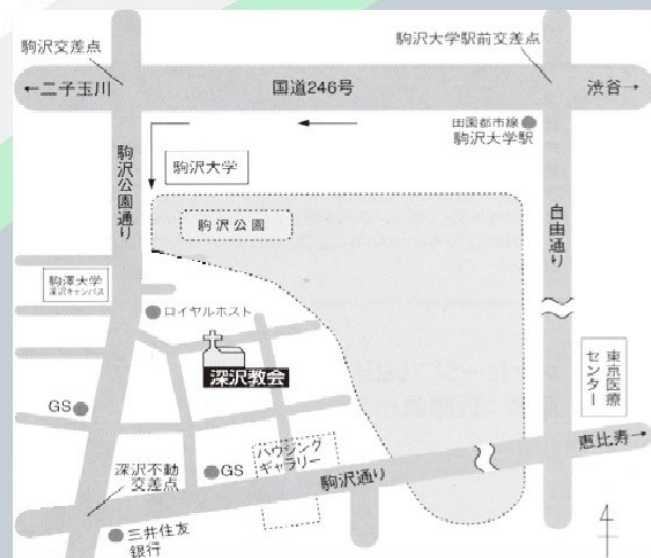 駒沢交差点
駒沢大学駅前交差点
←二子玉川
国道246号
渋谷→
田園都市線
駒沢大学駅
駒沢公園通り
駒沢大学
駒沢公園
自由通り
駒澤大学
深沢キャンパス
ロイヤルホスト
深沢教会
東京医療
センター
GS
恵比寿
ハウジング
ギャラリー
GS
深沢不動
交差点
駒沢通り
三井住友
銀行
4